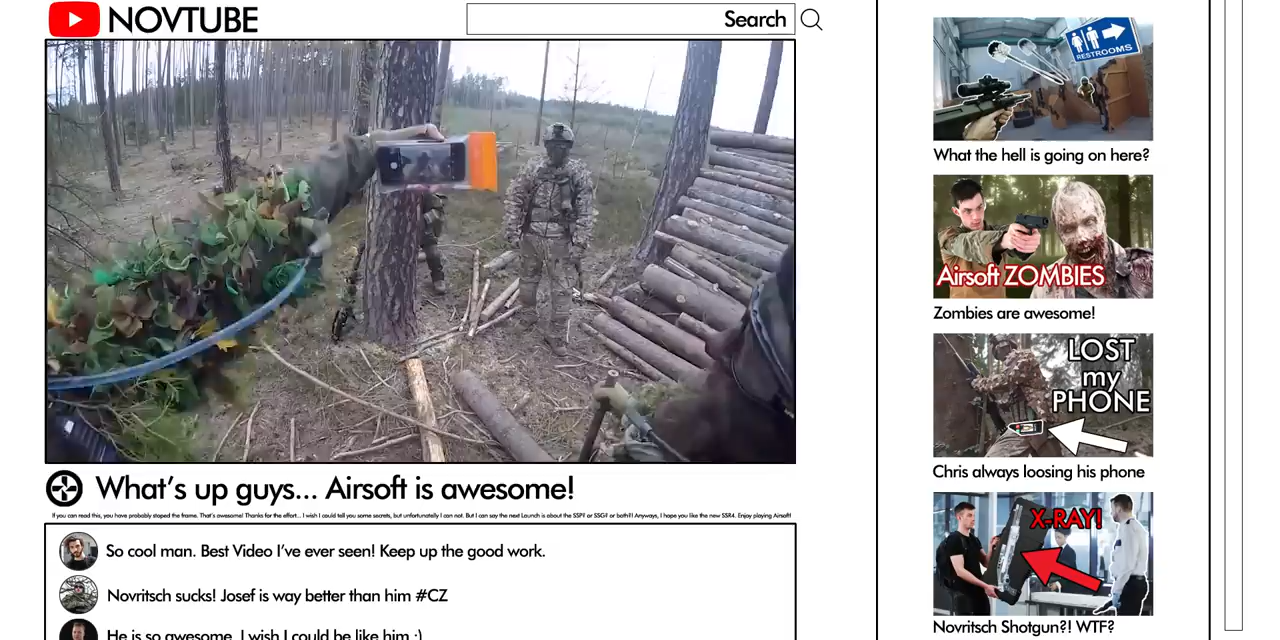 NOVTUBE
Search
What's up guys... Airsoft is awesome!
If you can read this, you have probably stoped the frame. That's awesome! Thanks for the effort... I wish I could tell you some secrets, but unfortunately I can not. But I can say the next Launch is about the SSP1 or SSG1 or both!! Anyways, I hope you like the new SSR4. Enjoy playing Airsoft!
So cool man. Best Video I've ever seen! Keep up the good work.
Novritsch sucks! Josef is way better than him #CZ
He is so awesome, I wish I could be like him :)
RESTROOMS
What the hell is going on here?
Airsoft ZOMBIES
Zombies are awesome!
LOST
my
PHONE
Chris always loosing his phone
X-RAY!
Novritsch Shotgun?! WTF?